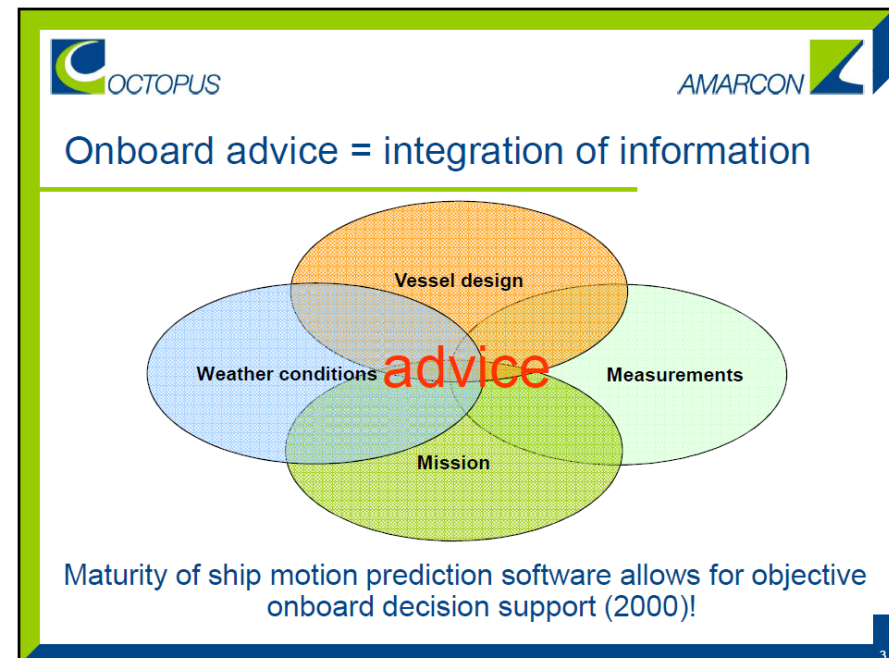 OCTOPUS
AMARCON
Onboard advice = integration of information
Vessel design
Weather conditions
advice
Measurements
Mission
Maturity of ship motion prediction software allows for objective
onboard decision support (2000)!
3